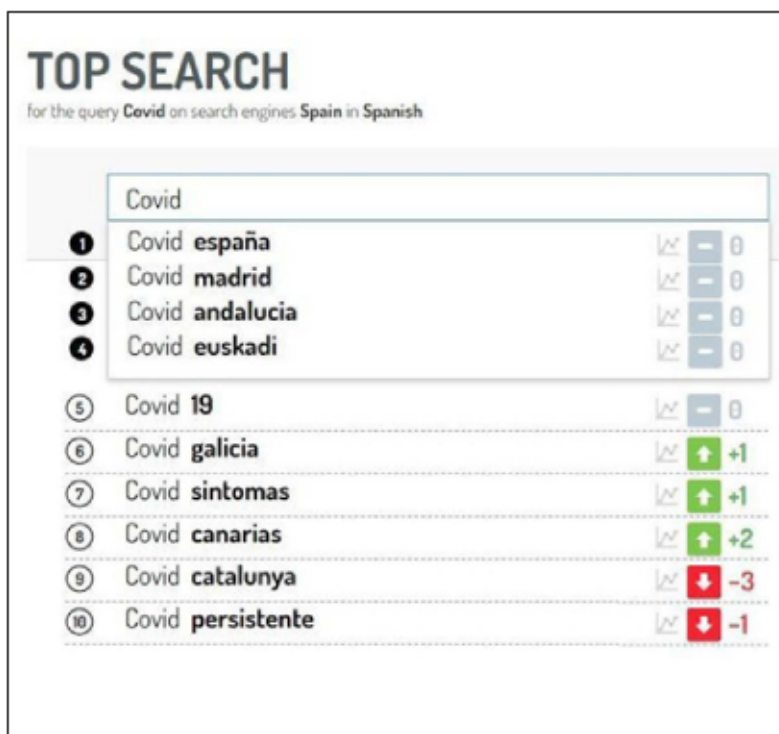 TOP SEARCH
for the query Covid on search engines Spain in Spanish
Covid
1 Covid españa 0
2 Covid madrid 0
3 Covid andalucia 0
4 Covid euskadi 0
5 Covid 19 0
6 Covid galicia +1
7 Covid sintomas +1
8 Covid canarias +2
9 Covid catalunya -3
10 Covid persistente -1